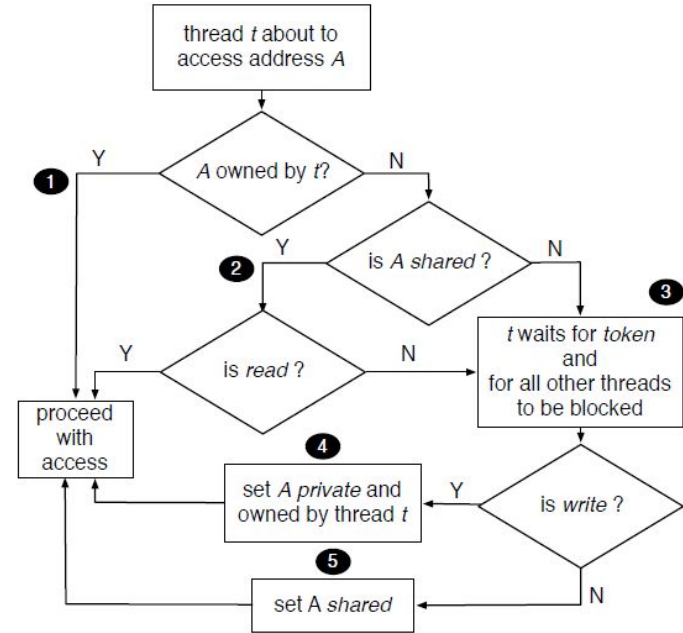 thread t about to
access address A
Y
A owned by t?
N
1
Y
is A shared ?
N
2
3
Y
is read ?
N
t waits for token
and
for all other threads
to be blocked
proceed
with
access
4
set A private and
owned by thread t
Y
is write ?
5
set A shared
N